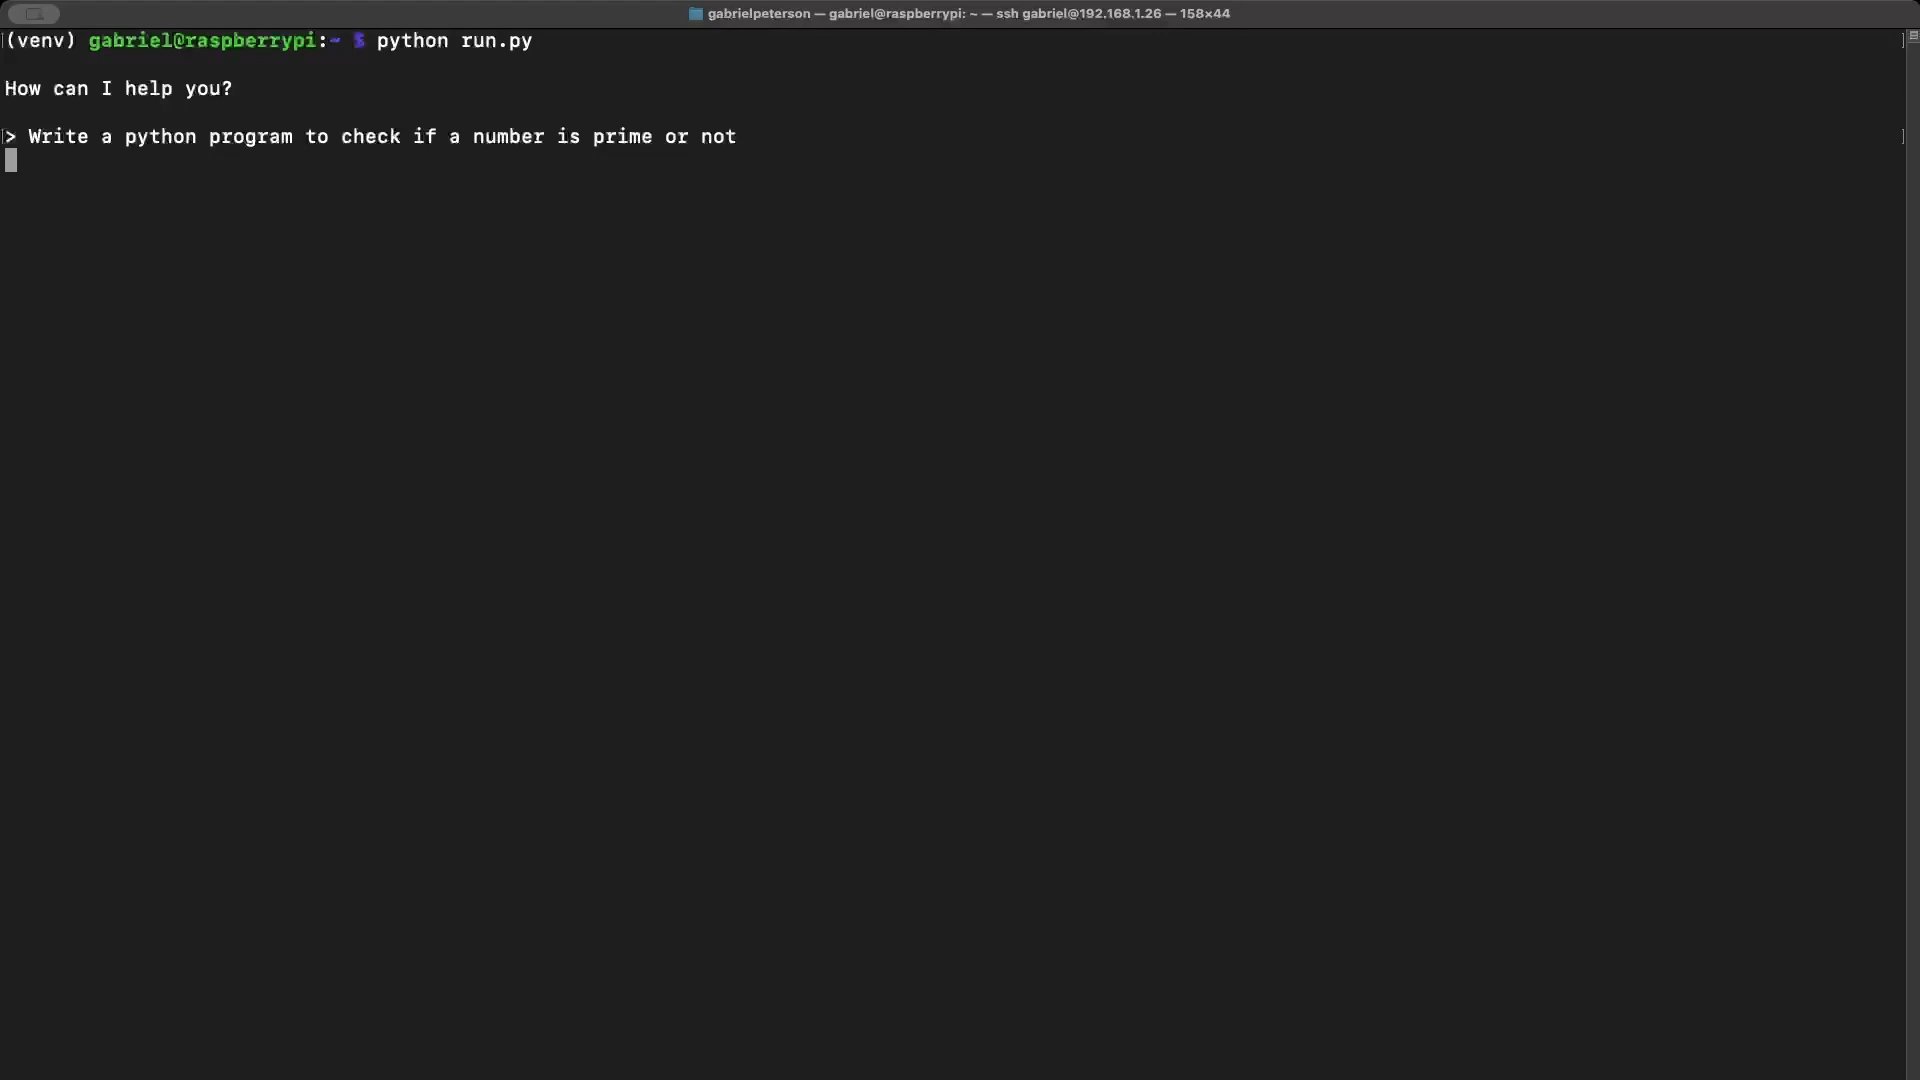 gabrielpeterson — gabriel@raspberrypi: ~ — ssh gabriel@192.168.1.26 — 158×44
(venv) gabriel@raspberrypi:~ $ python run.py
How can I help you?
> Write a python program to check if a number is prime or not